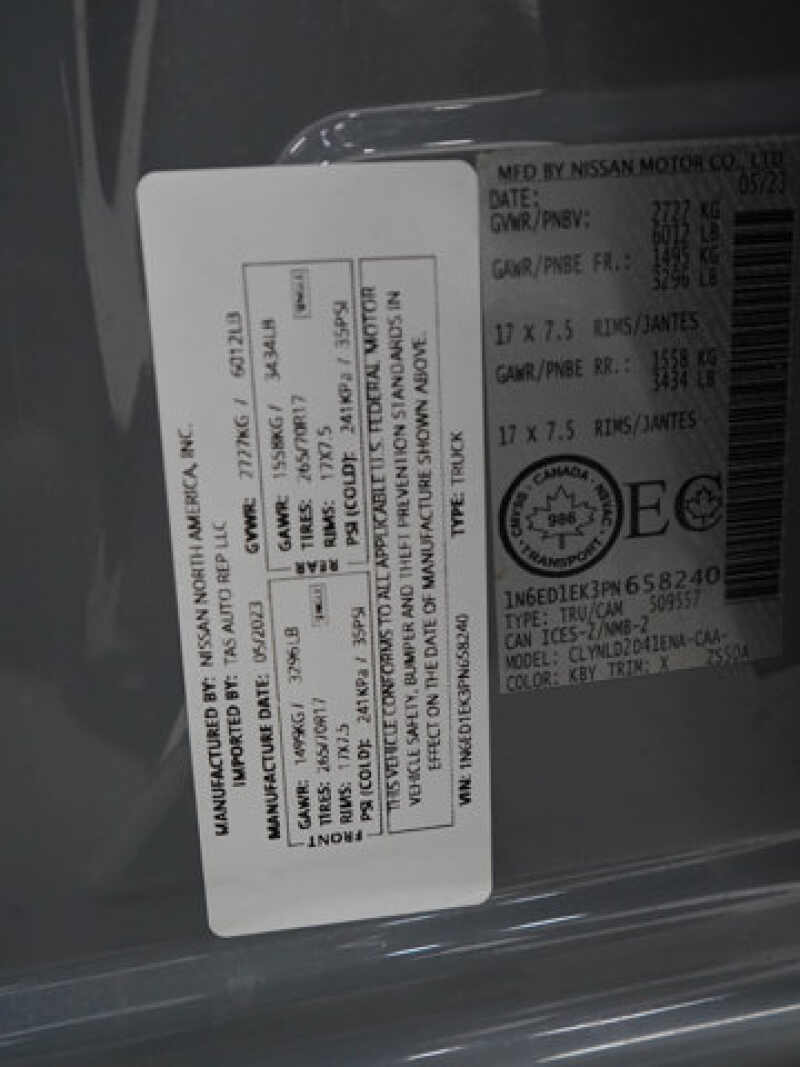 MANUFACTURED BY: NISSAN NORTH AMERICA, INC.
IMPORTED BY: TAS AUTO REP LLC
MANUFACTURE DATE: 05/2023 GVWR: 2727KG / 6012LB
FRONT
GAWR: 1495KG / 3296LB
TIRES: 265/70R17 SINGLE
RIMS: 17X7.5
PSI (COLD): 241KPa / 35PSI
REAR
GAWR: 1558KG / 3434LB
TIRES: 265/70R17 SINGLE
RIMS: 17X7.5
PSI (COLD): 241KPa / 35PSI
THIS VEHICLE CONFORMS TO ALL APPLICABLE U.S. FEDERAL MOTOR
VEHICLE SAFETY, BUMPER AND THEFT PREVENTION STANDARDS IN
EFFECT ON THE DATE OF MANUFACTURE SHOWN ABOVE.
VIN: 1N6ED1EK3PN658240 TYPE: TRUCK
MFD BY NISSAN MOTOR CO., LTD
DATE: 05/23
GVWR/PNBV: 2727 KG
6012 LB
GAWR/PNBE FR.: 1495 KG
3296 LB
17 X 7.5 RIMS/JANTES
GAWR/PNBE RR.: 1558 KG
3434 LB
17 X 7.5 RIMS/JANTES
CANADA
CMVSS NSVAC
986
TRANSPORT
EC
1N6ED1EK3PN658240
TYPE: TRU/CAM 509557
CAN ICES-2/NMB-2
MODEL: CLYNLD2D41ENA-CAA-
COLOR: KBY TRIM: X